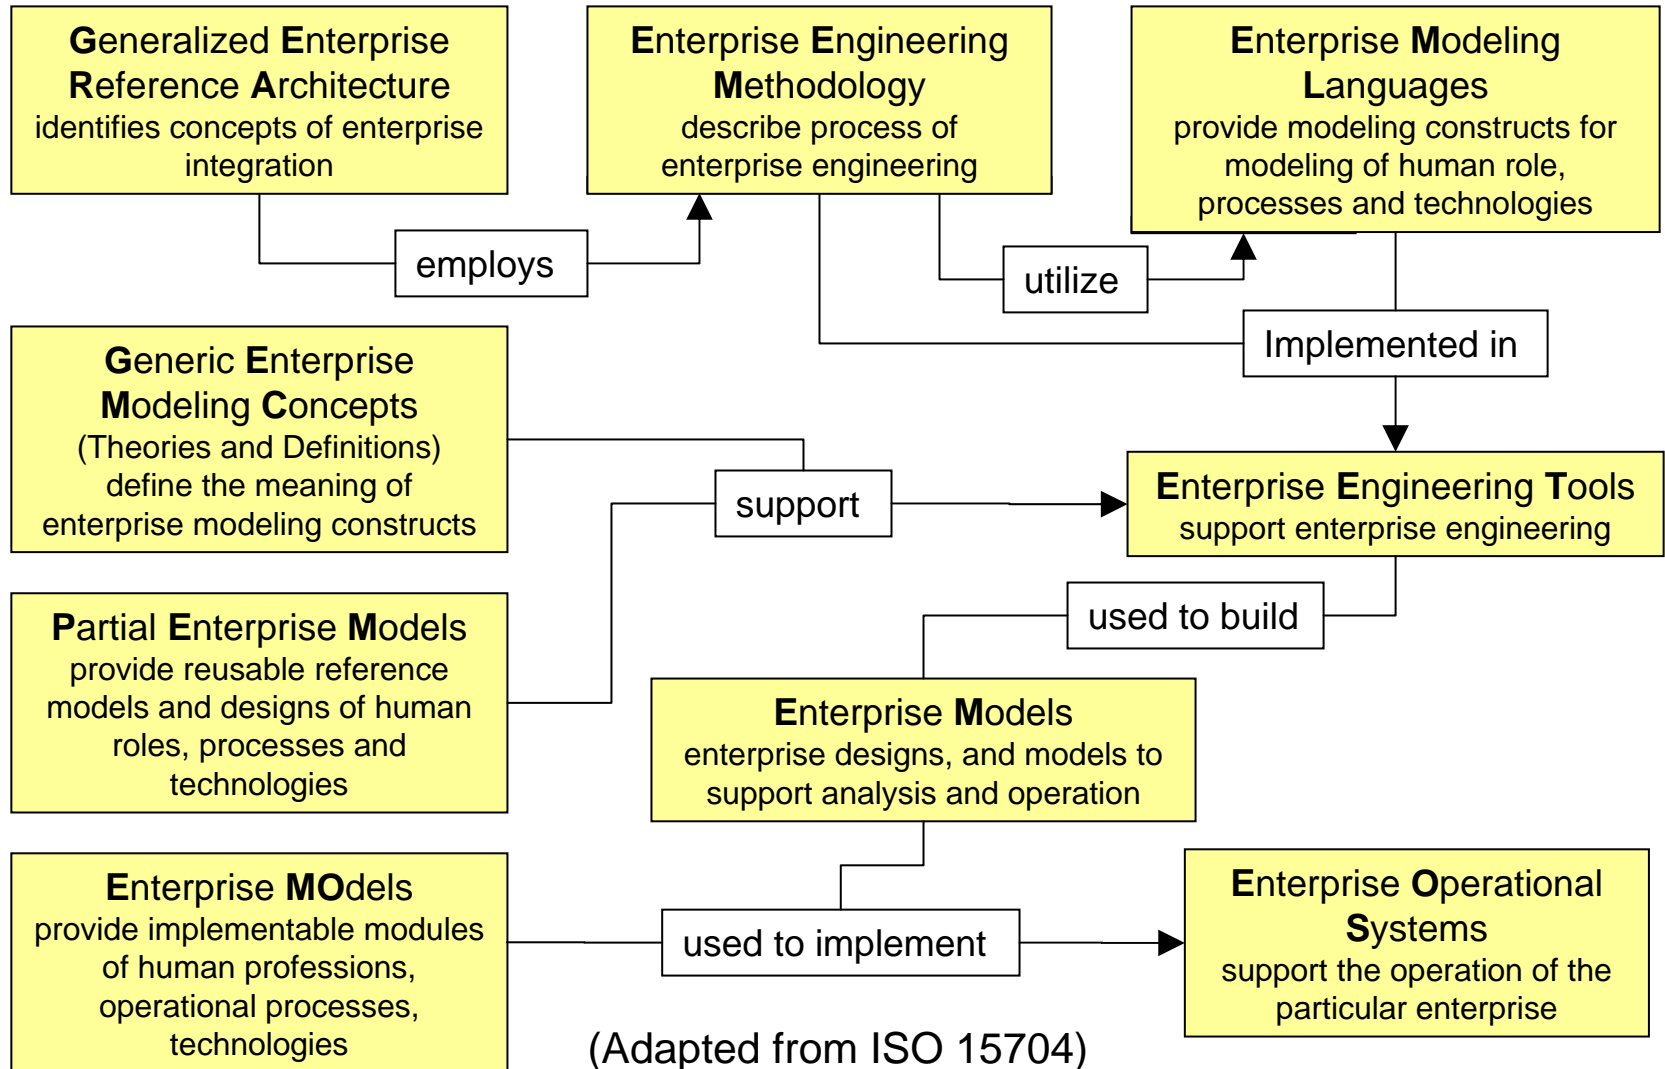 Generalized Enterprise
Reference Architecture
identifies concepts of enterprise
integration
Enterprise Engineering
Methodology
describe process of
enterprise engineering
Enterprise Modeling
Languages
provide modeling constructs for
modeling of human role,
processes and technologies
employs
utilize
Implemented in
Generic Enterprise
Modeling Concepts
(Theories and Definitions)
define the meaning of
enterprise modeling constructs
support
Enterprise Engineering Tools
support enterprise engineering
used to build
Partial Enterprise Models
provide reusable reference
models and designs of human
roles, processes and
technologies
Enterprise Models
enterprise designs, and models to
support analysis and operation
Enterprise MOdels
provide implementable modules
of human professions,
operational processes,
technologies
used to implement
Enterprise Operational
Systems
support the operation of the
particular enterprise
(Adapted from ISO 15704)